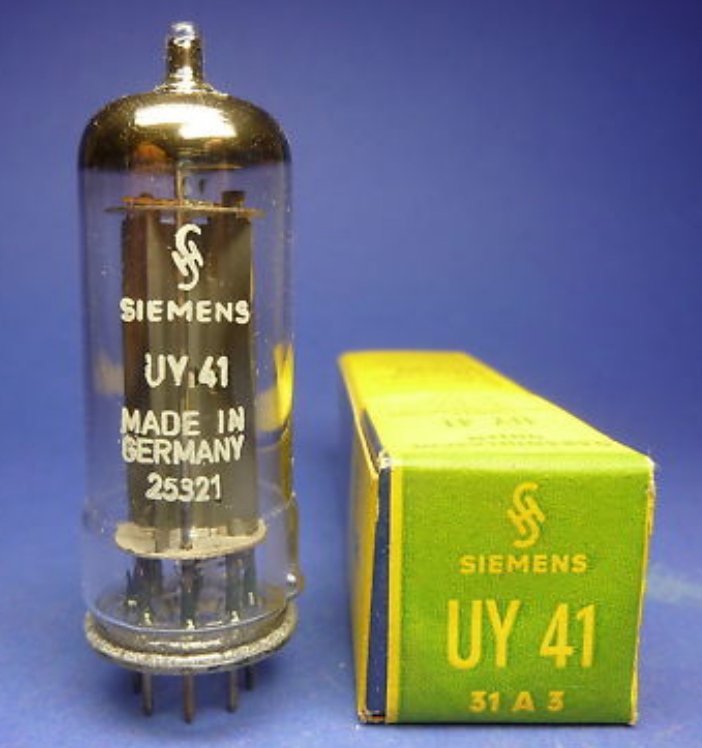 SIEMENS
UY 41
MADE IN
GERMANY
25321
SIEMENS
UY 41
31 A 3